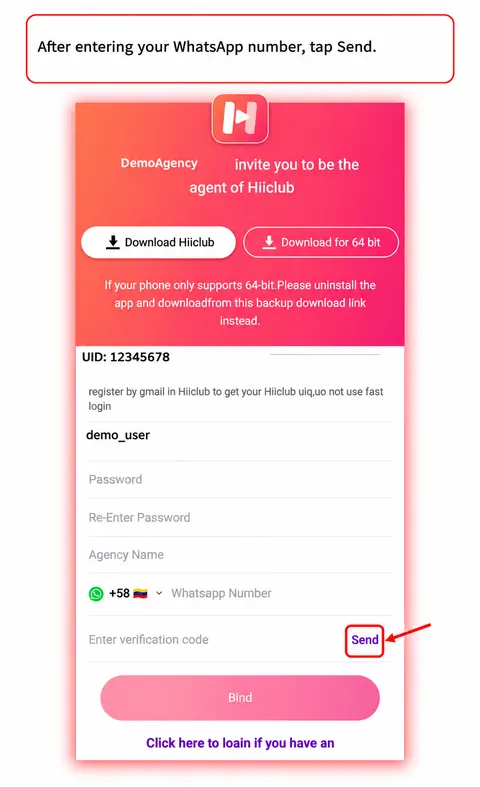 After entering your WhatsApp number, tap Send.
DemoAgency invite you to be the
agent of Hiiclub
Download Hiiclub
Download for 64 bit
If your phone only supports 64-bit.Please uninstall the
app and downloadfrom this backup download link
instead.
UID: 12345678
register by gmail in Hiiclub to get your Hiiclub uiq,uo not use fast
login
demo_user
Password
Re-Enter Password
Agency Name
+58 Whatsapp Number
Enter verification code Send
Bind
Click here to loain if you have an